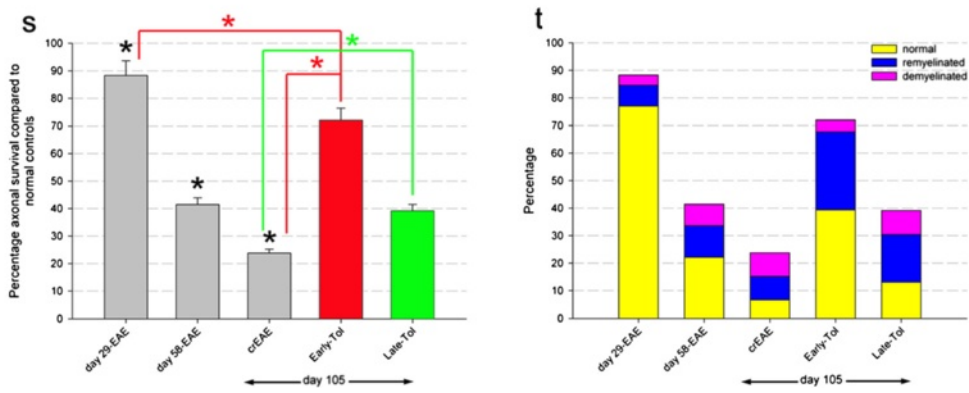 s
Percentage axonal survival compared to
normal controls
100
90
80
70
60
50
40
30
20
10
0
*
*
*
*
*
*
day 29-EAE
day 58-EAE
crEAE
Early-Tol
Late-Tol
day 105
t
Percentage
100
90
80
70
60
50
40
30
20
10
0
normal
remyelinated
demyelinated
day 29-EAE
day 58-EAE
crEAE
Early-Tol
Late-Tol
day 105